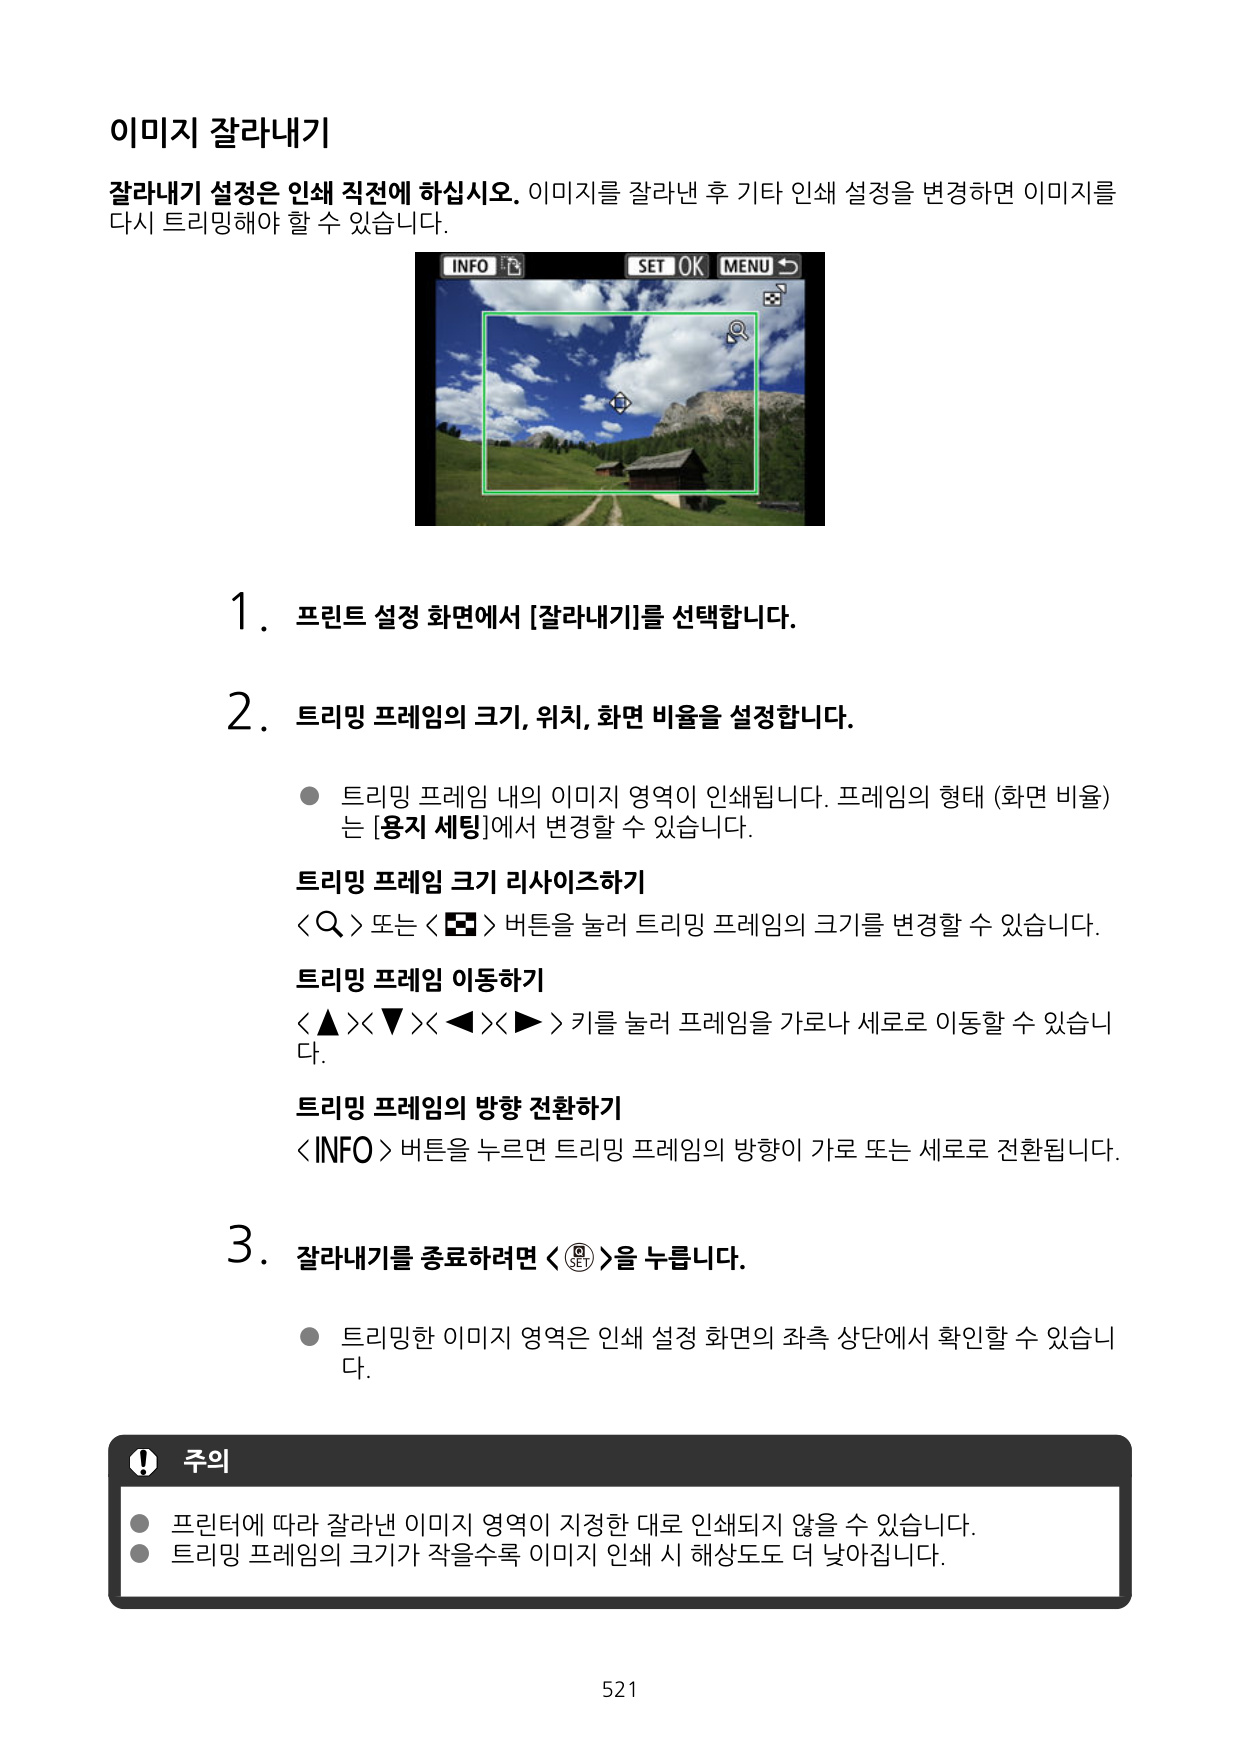 이미지 잘라내기
잘라내기 설정은 인쇄 직전에 하십시오. 이미지를 잘라낸 후 기타 인쇄 설정을 변경하면 이미지를
다시 트리밍해야 할 수 있습니다.
INFO SET OK MENU
1. 프린트 설정 화면에서 [잘라내기]를 선택합니다.
2. 트리밍 프레임의 크기, 위치, 화면 비율을 설정합니다.
● 트리밍 프레임 내의 이미지 영역이 인쇄됩니다. 프레임의 형태 (화면 비율)
는 [용지 세팅]에서 변경할 수 있습니다.
트리밍 프레임 크기 리사이즈하기
< > 또는 < > 버튼을 눌러 트리밍 프레임의 크기를 변경할 수 있습니다.
트리밍 프레임 이동하기
<▲><▼><◀><▶> 키를 눌러 프레임을 가로나 세로로 이동할 수 있습니
다.
트리밍 프레임의 방향 전환하기
<INFO> 버튼을 누르면 트리밍 프레임의 방향이 가로 또는 세로로 전환됩니다.
3. 잘라내기를 종료하려면 <Q SET>을 누릅니다.
● 트리밍한 이미지 영역은 인쇄 설정 화면의 좌측 상단에서 확인할 수 있습니
다.
주의
● 프린터에 따라 잘라낸 이미지 영역이 지정한 대로 인쇄되지 않을 수 있습니다.
● 트리밍 프레임의 크기가 작을수록 이미지 인쇄 시 해상도도 더 낮아집니다.
521